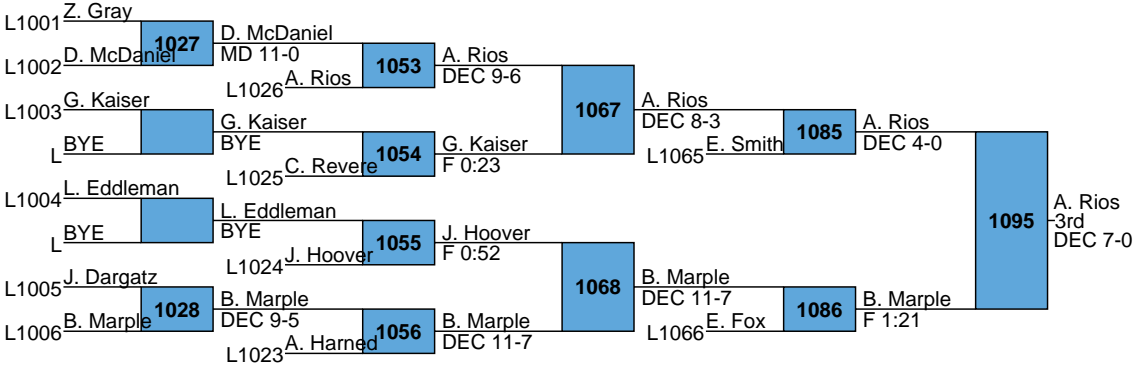 L1001 Z. Gray
1027
L1002 D. McDaniel
D. McDaniel
MD 11-0
1053
L1026 A. Rios
A. Rios
DEC 9-6
L1003 G. Kaiser
L BYE
G. Kaiser
BYE
1054
L1025 C. Revere
G. Kaiser
F 0:23
1067
A. Rios
DEC 8-3
1085
L1065 E. Smith
A. Rios
DEC 4-0
L1004 L. Eddleman
L BYE
L. Eddleman
BYE
1055
L1024 J. Hoover
J. Hoover
F 0:52
L1005 J. Dargatz
1028
L1006 B. Marple
B. Marple
DEC 9-5
1056
L1023 A. Harned
B. Marple
DEC 11-7
1068
B. Marple
DEC 11-7
1086
L1066 E. Fox
B. Marple
F 1:21
1095
A. Rios
3rd
DEC 7-0